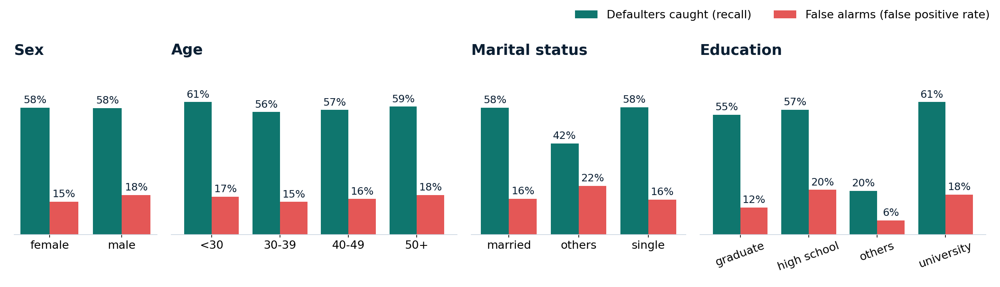 Defaulters caught (recall) False alarms (false positive rate)
Sex
58% 15% 58% 18%
female male
Age
61% 17% 56% 15% 57% 16% 59% 18%
<30 30-39 40-49 50+
Marital status
58% 16% 42% 22% 58% 16%
married others single
Education
55% 12% 57% 20% 20% 6% 61% 18%
graduate high school others university